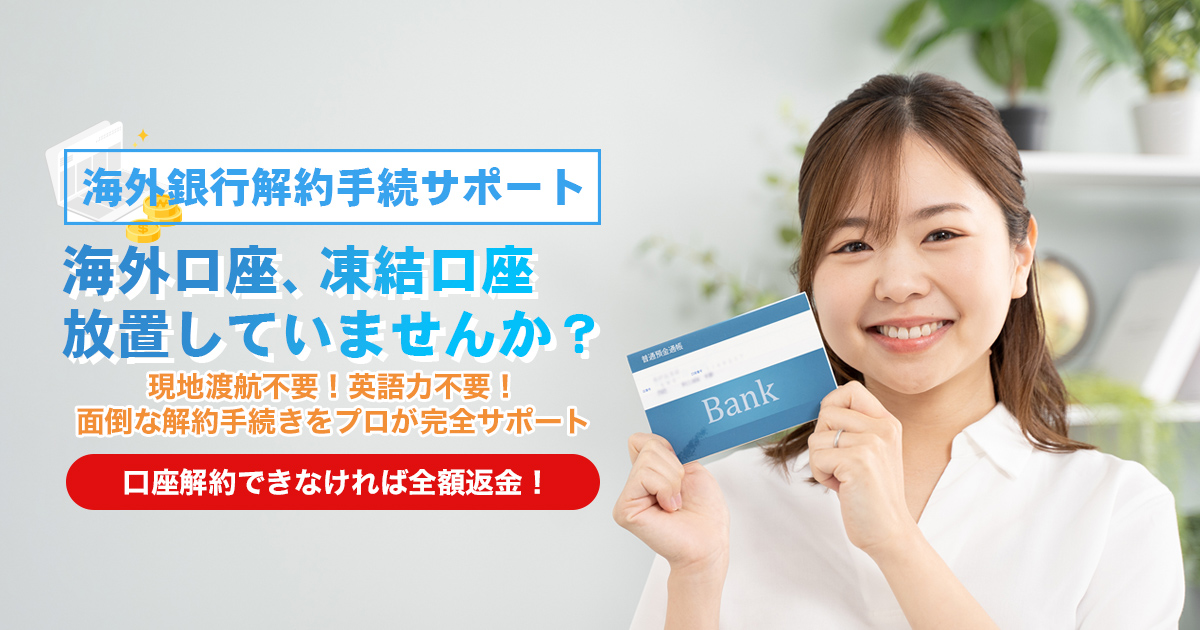 海外銀行解約手続サポート
海外口座、凍結口座
放置していませんか？
現地渡航不要！英語力不要！
面倒な解約手続きをプロが完全サポート
口座解約できなければ全額返金！
普通預金通帳
Bank